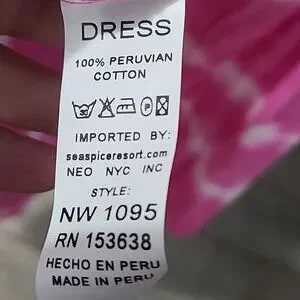 DRESS
100% PERUVIAN
COTTON
IMPORTED BY:
seaspiceresort.com
NEO NYC INC
STYLE:
NW 1095
RN 153638
HECHO EN PERU
MADE IN PERU